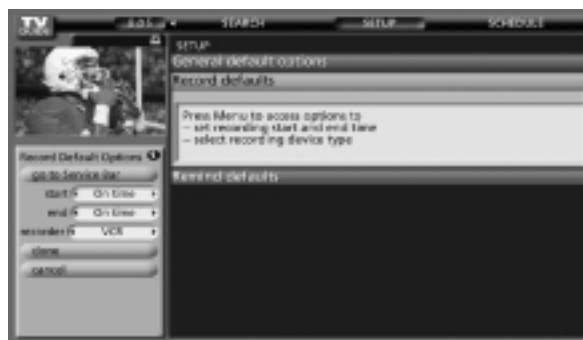 TV
GUIDE
SEARCH
SETUP
SCHEDULE
SETUP
General default options
Record defaults
Press Menu to access options to
– set recording start and end time
– select recording device type
Remind defaults
Record Default Options
go to Service Bar
start On time
end On time
recorder VCR
done
cancel